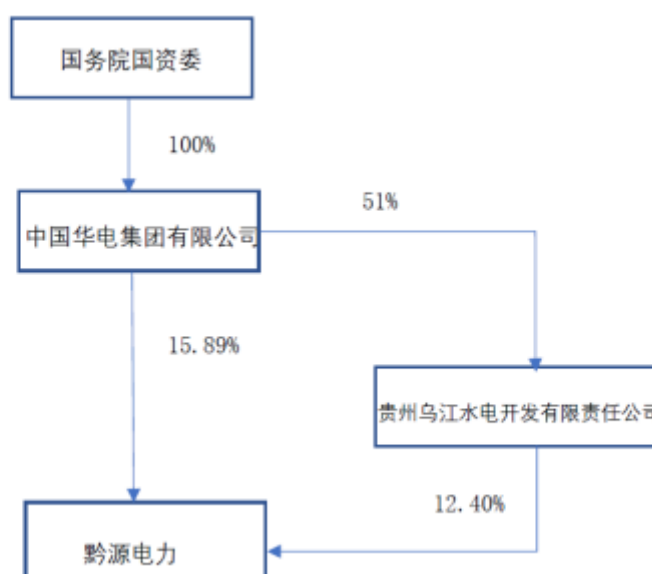 国务院国资委
100%
51%
中国华电集团有限公司
15.89%
贵州乌江水电开发有限责任公司
12.40%
黔源电力